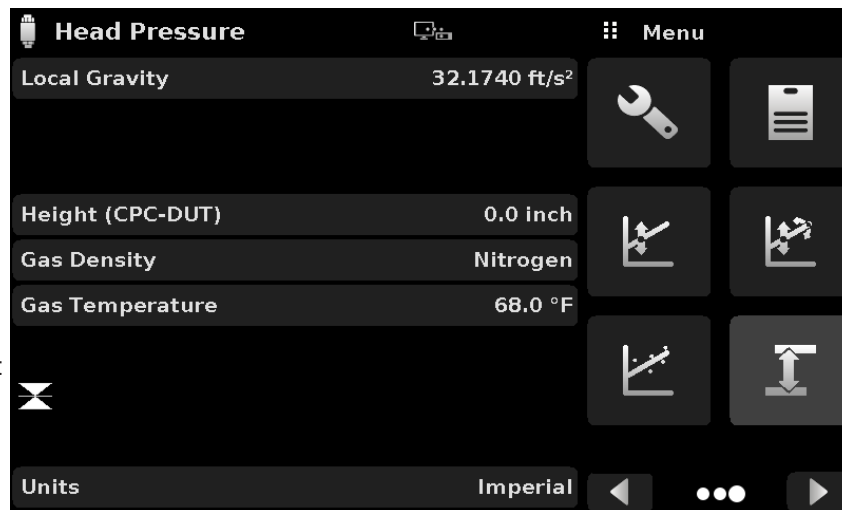 Head Pressure
Menu
Local Gravity 32.1740 ft/s²
Height (CPC-DUT) 0.0 inch
Gas Density Nitrogen
Gas Temperature 68.0 °F
Units Imperial